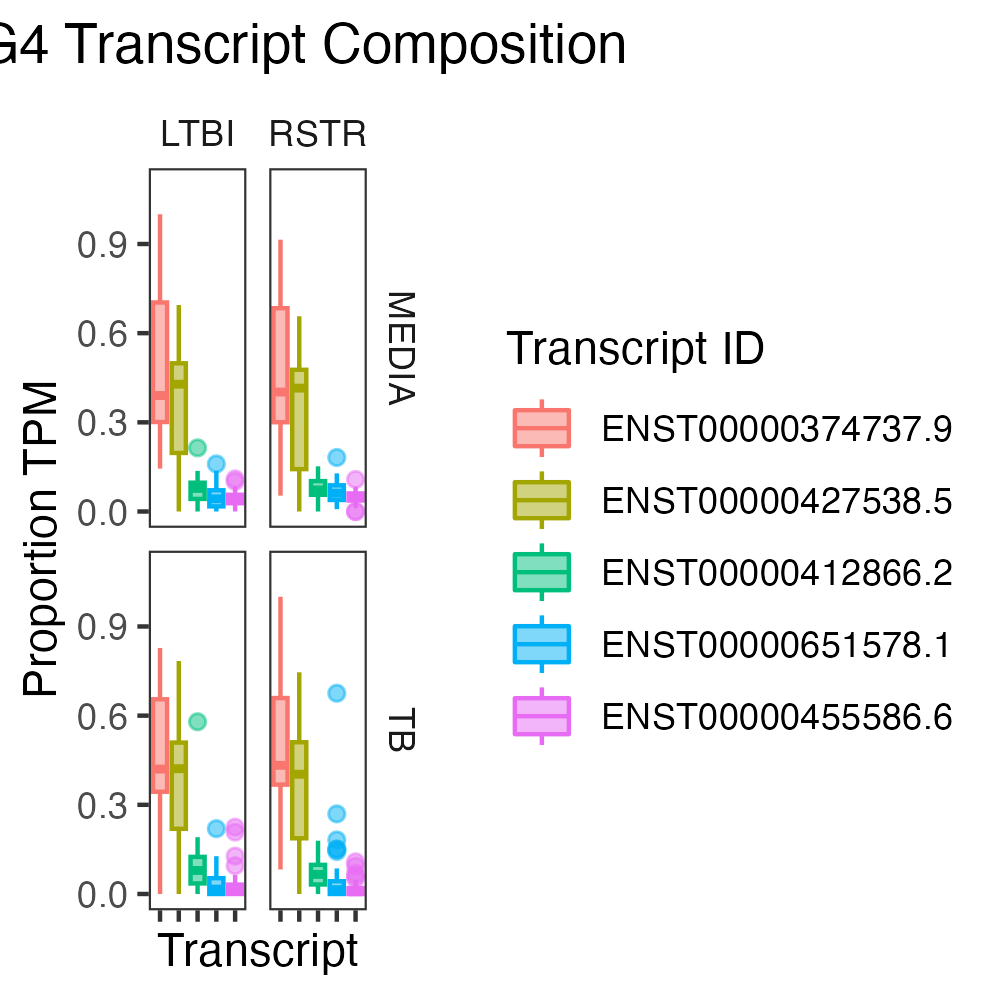 G4 Transcript Composition
LTBI RSTR
MEDIA
0.9
0.6
0.3
0.0
TB
0.9
0.6
0.3
0.0
Proportion TPM
Transcript
Transcript ID
ENST00000374737.9
ENST00000427538.5
ENST00000412866.2
ENST00000651578.1
ENST00000455586.6